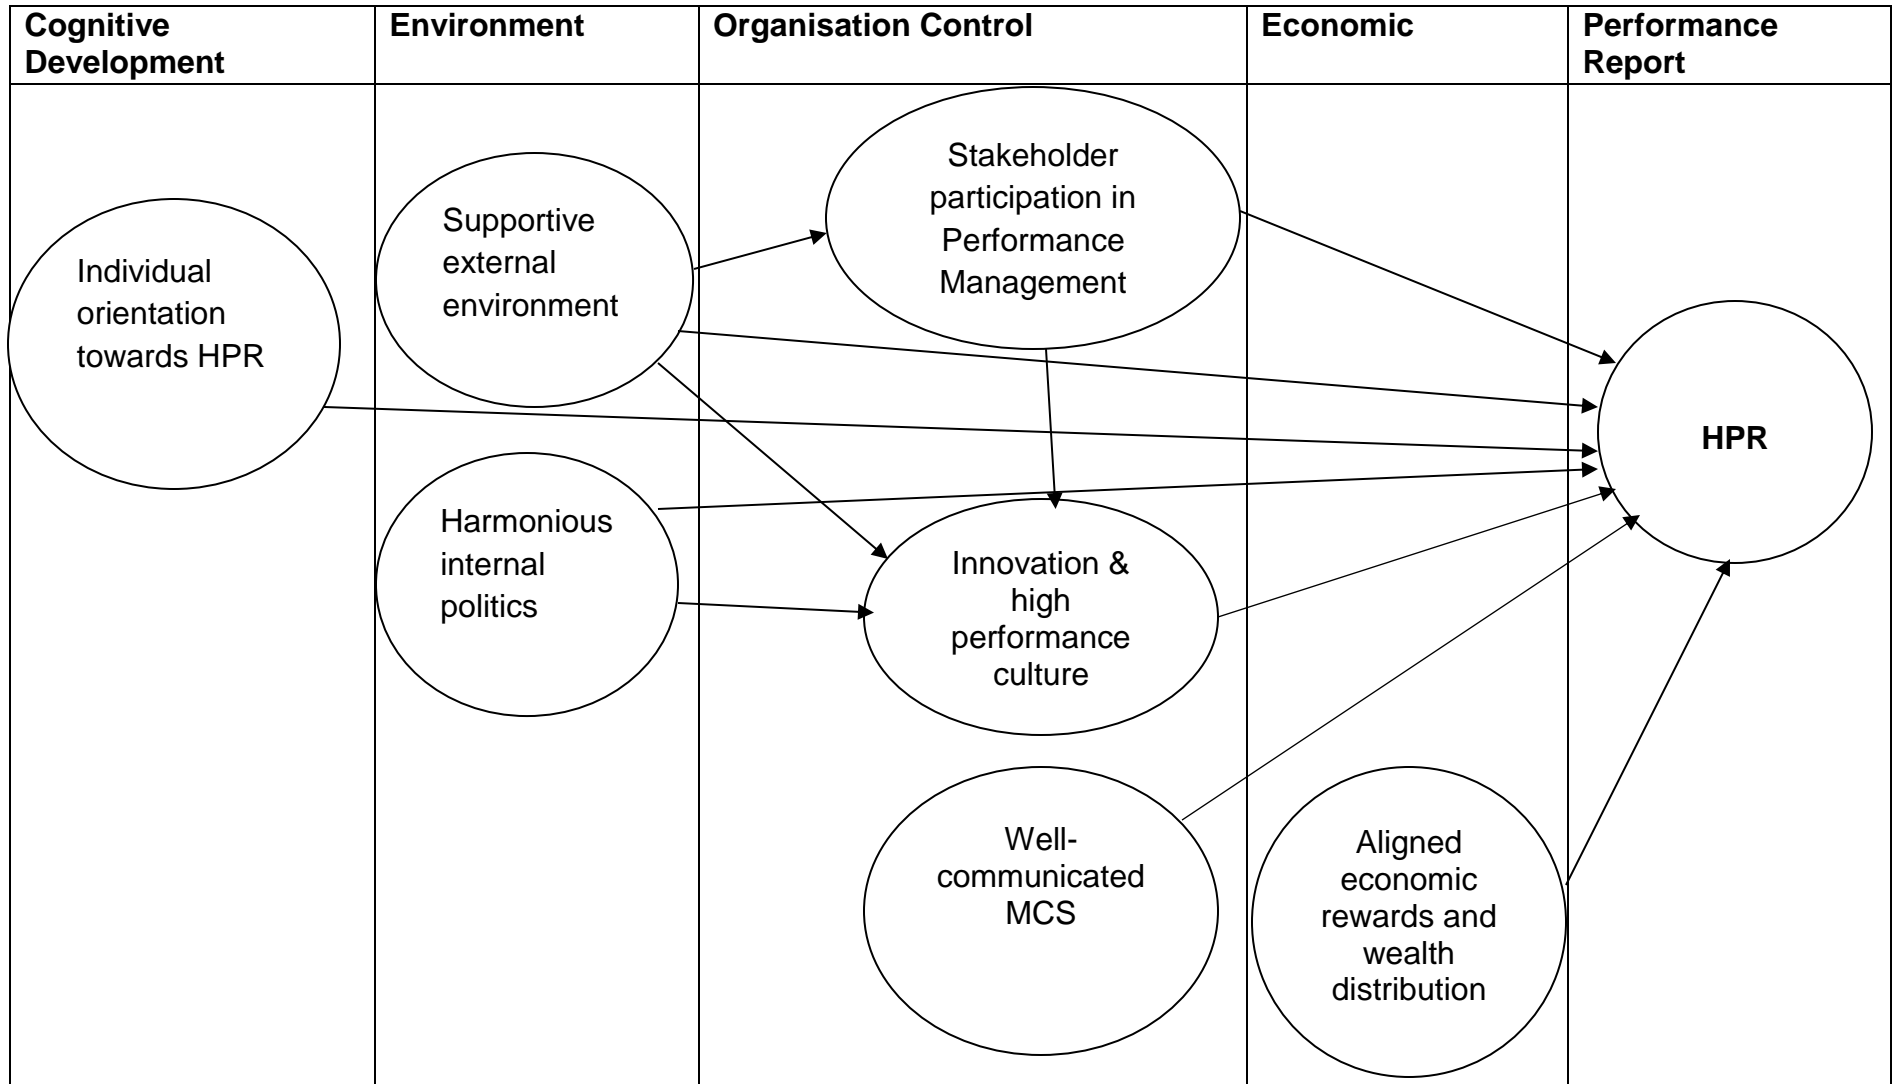 Cognitive
Development
Environment
Organisation Control
Economic
Performance
Report
Individual
orientation
towards HPR
Supportive
external
environment
Harmonious
internal
politics
Stakeholder
participation in
Performance
Management
Innovation &
high
performance
culture
Well-
communicated
MCS
Aligned
economic
rewards and
wealth
distribution
HPR